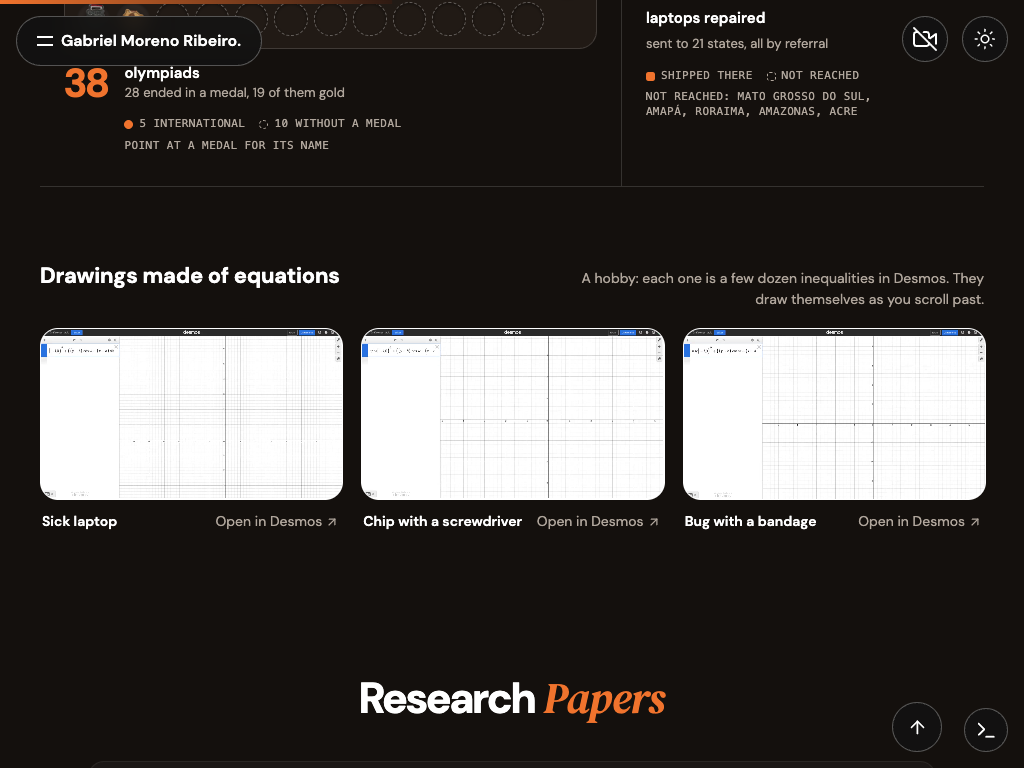 Gabriel Moreno Ribeiro.
38
olympiads
28 ended in a medal, 19 of them gold
5 INTERNATIONAL
10 WITHOUT A MEDAL
POINT AT A MEDAL FOR ITS NAME
laptops repaired
sent to 21 states, all by referral
SHIPPED THERE
NOT REACHED
NOT REACHED: MATO GROSSO DO SUL,
AMAPÁ, RORAIMA, AMAZONAS, ACRE
Drawings made of equations
A hobby: each one is a few dozen inequalities in Desmos. They
draw themselves as you scroll past.
desmos
desmos
desmos
Sick laptop
Open in Desmos ↗
Chip with a screwdriver
Open in Desmos ↗
Bug with a bandage
Open in Desmos ↗
Research Papers